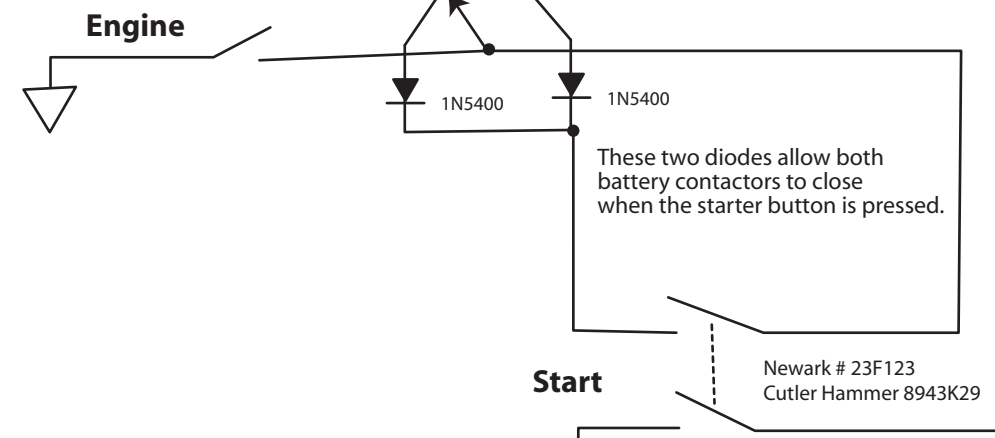 Engine
1N5400
1N5400
These two diodes allow both
battery contactors to close
when the starter button is pressed.
Start
Newark # 23F123
Cutler Hammer 8943K29